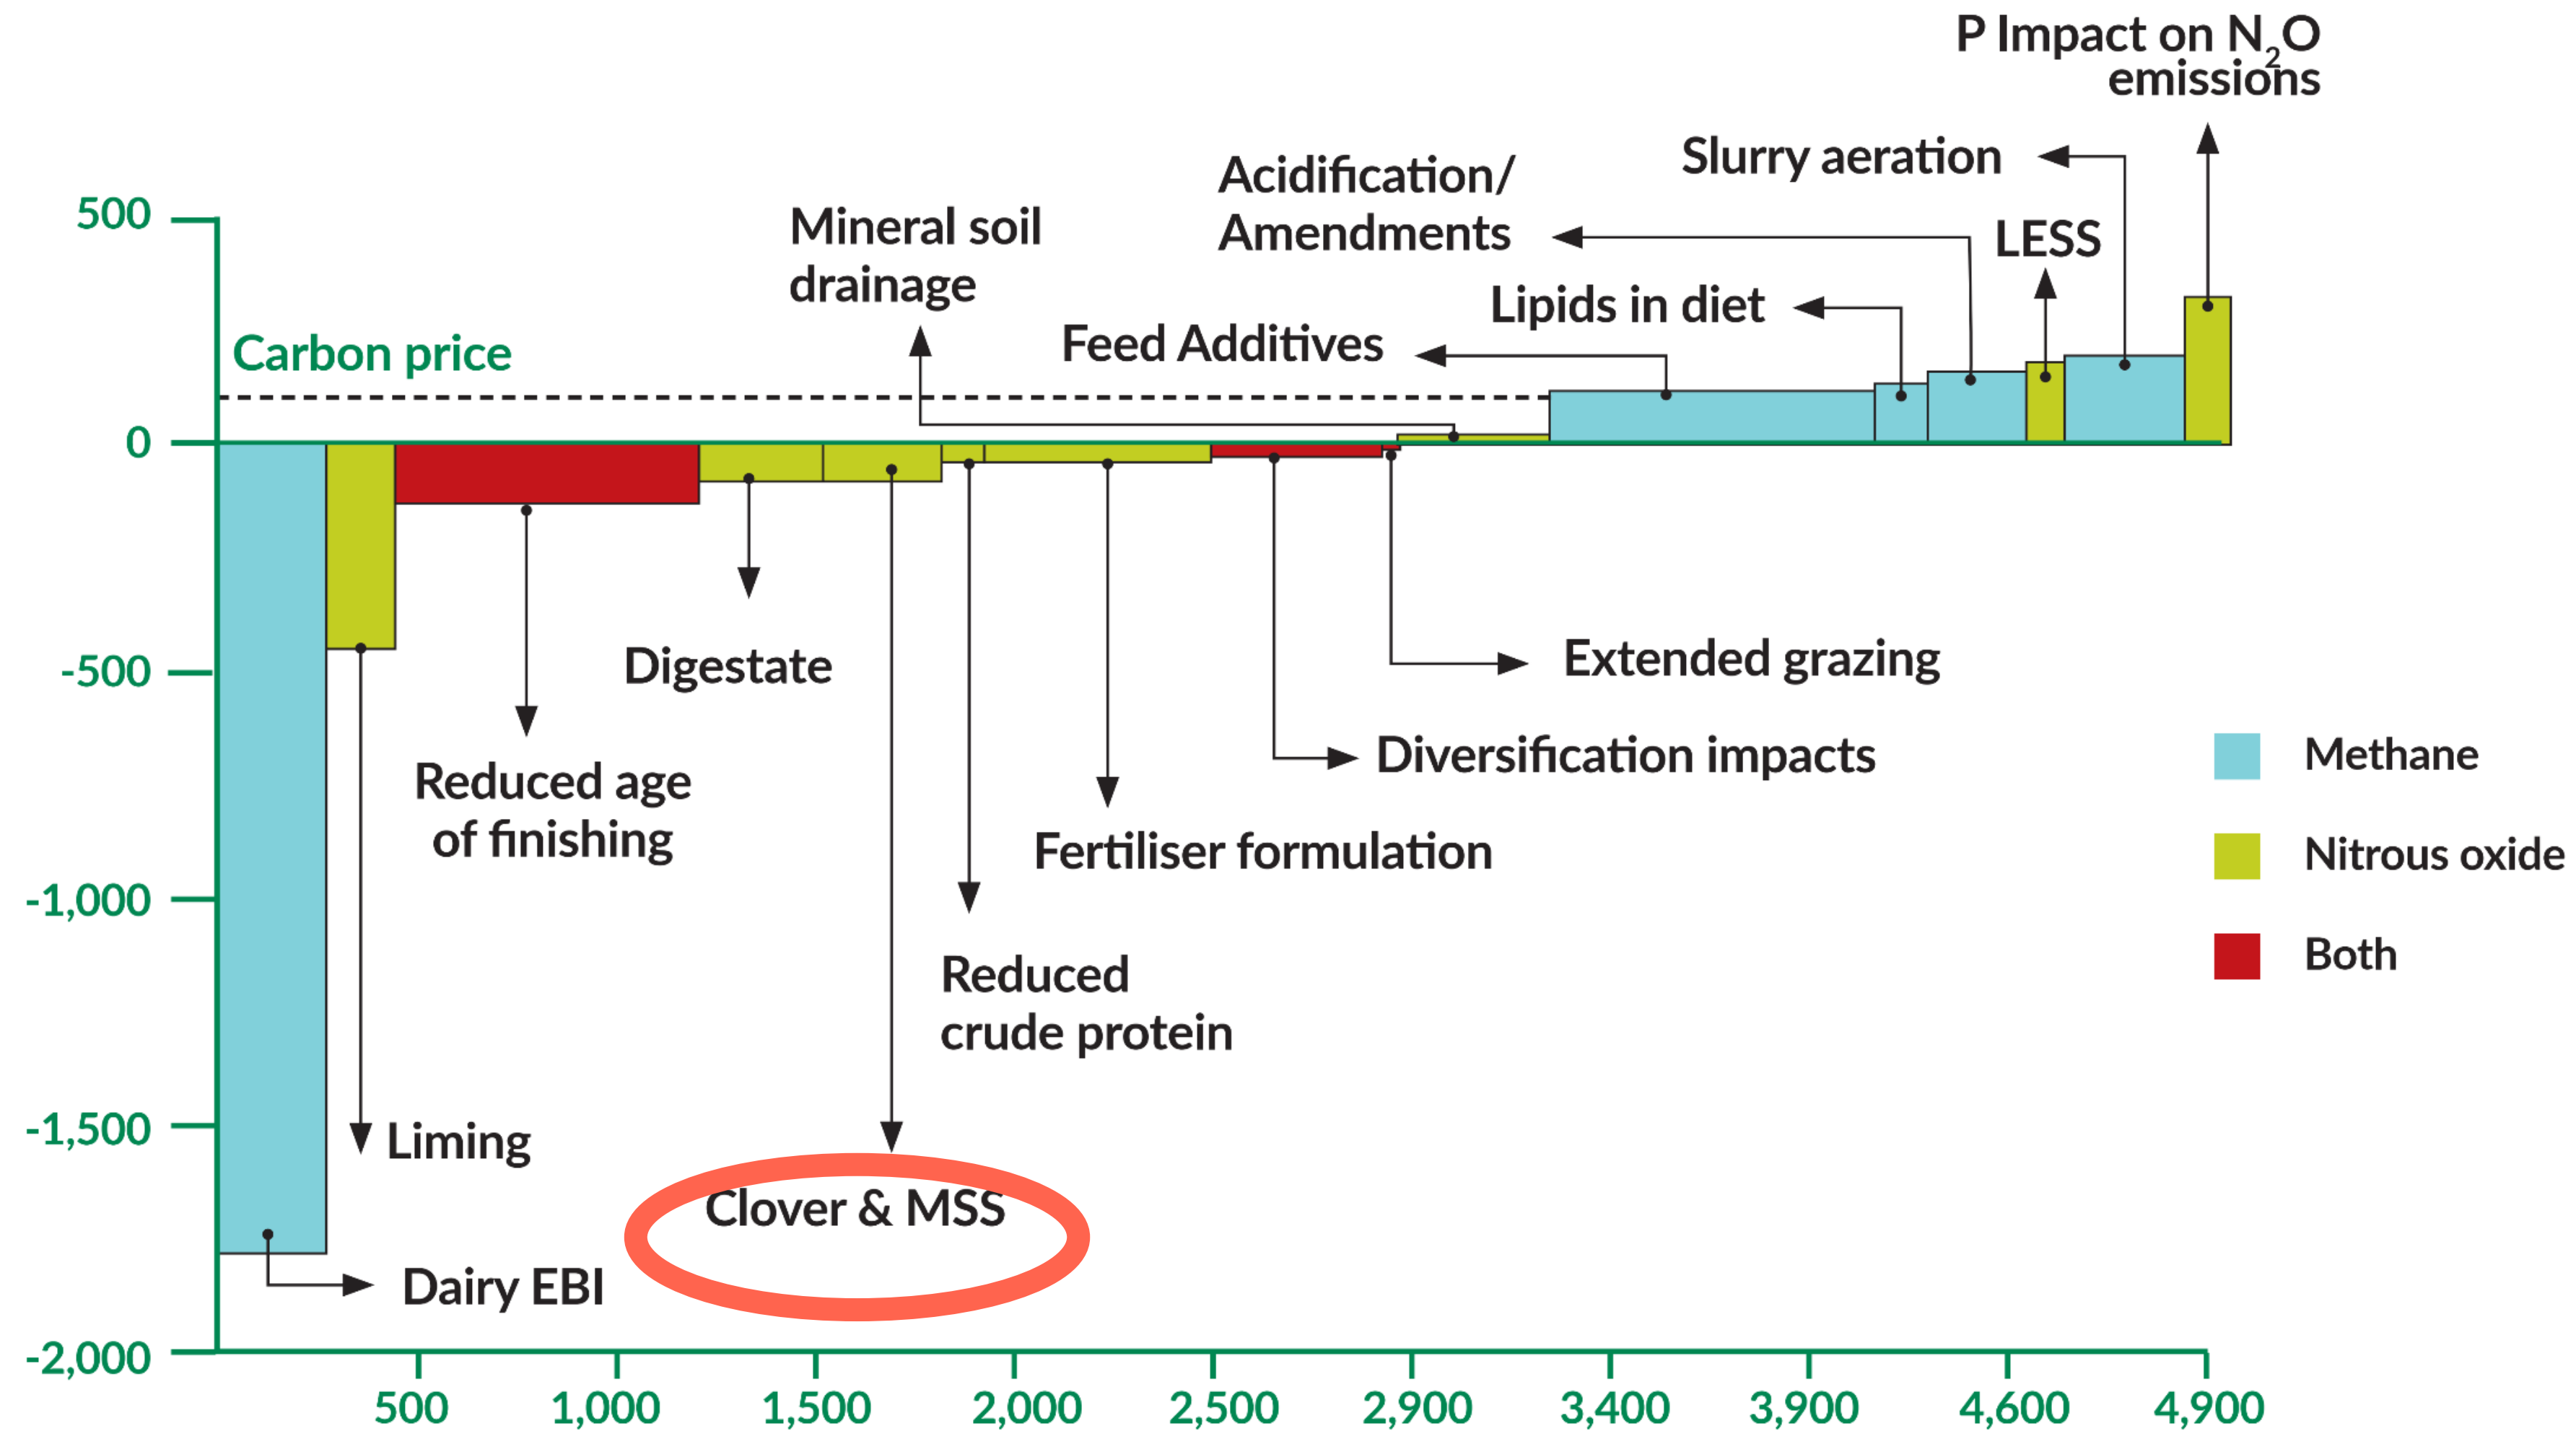 P Impact on N₂O
emissions
Slurry aeration
Acidification/
Amendments
LESS
Mineral soil
drainage
Lipids in diet
Feed Additives
Carbon price
500
0
-500
-1,000
-1,500
-2,000
Digestate
Extended grazing
Reduced age
of finishing
Diversification impacts
Fertiliser formulation
Reduced
crude protein
Liming
Clover & MSS
Dairy EBI
Methane
Nitrous oxide
Both
500 1,000 1,500 2,000 2,500 2,900 3,400 3,900 4,600 4,900